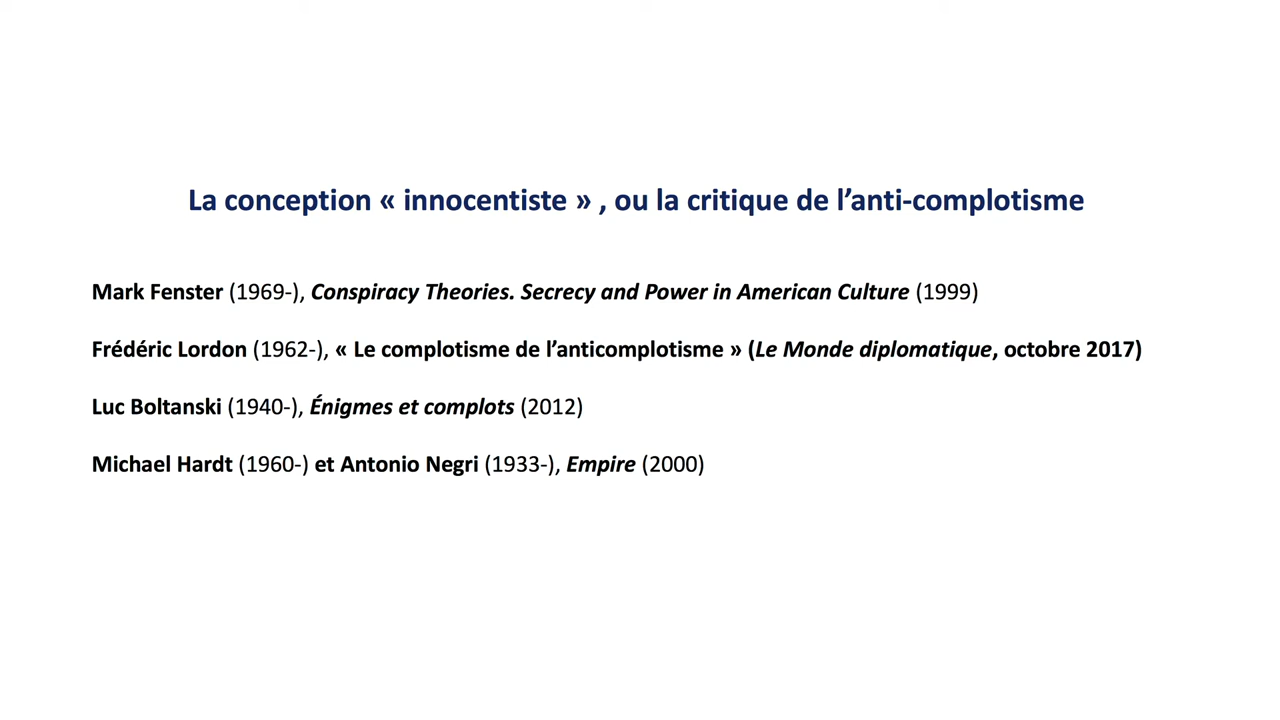 La conception « innocentiste » , ou la critique de l’anti-complotisme
Mark Fenster (1969-), Conspiracy Theories. Secrecy and Power in American Culture (1999)
Frédéric Lordon (1962-), « Le complotisme de l’anticomplotisme » (Le Monde diplomatique, octobre 2017)
Luc Boltanski (1940-), Énigmes et complots (2012)
Michael Hardt (1960-) et Antonio Negri (1933-), Empire (2000)